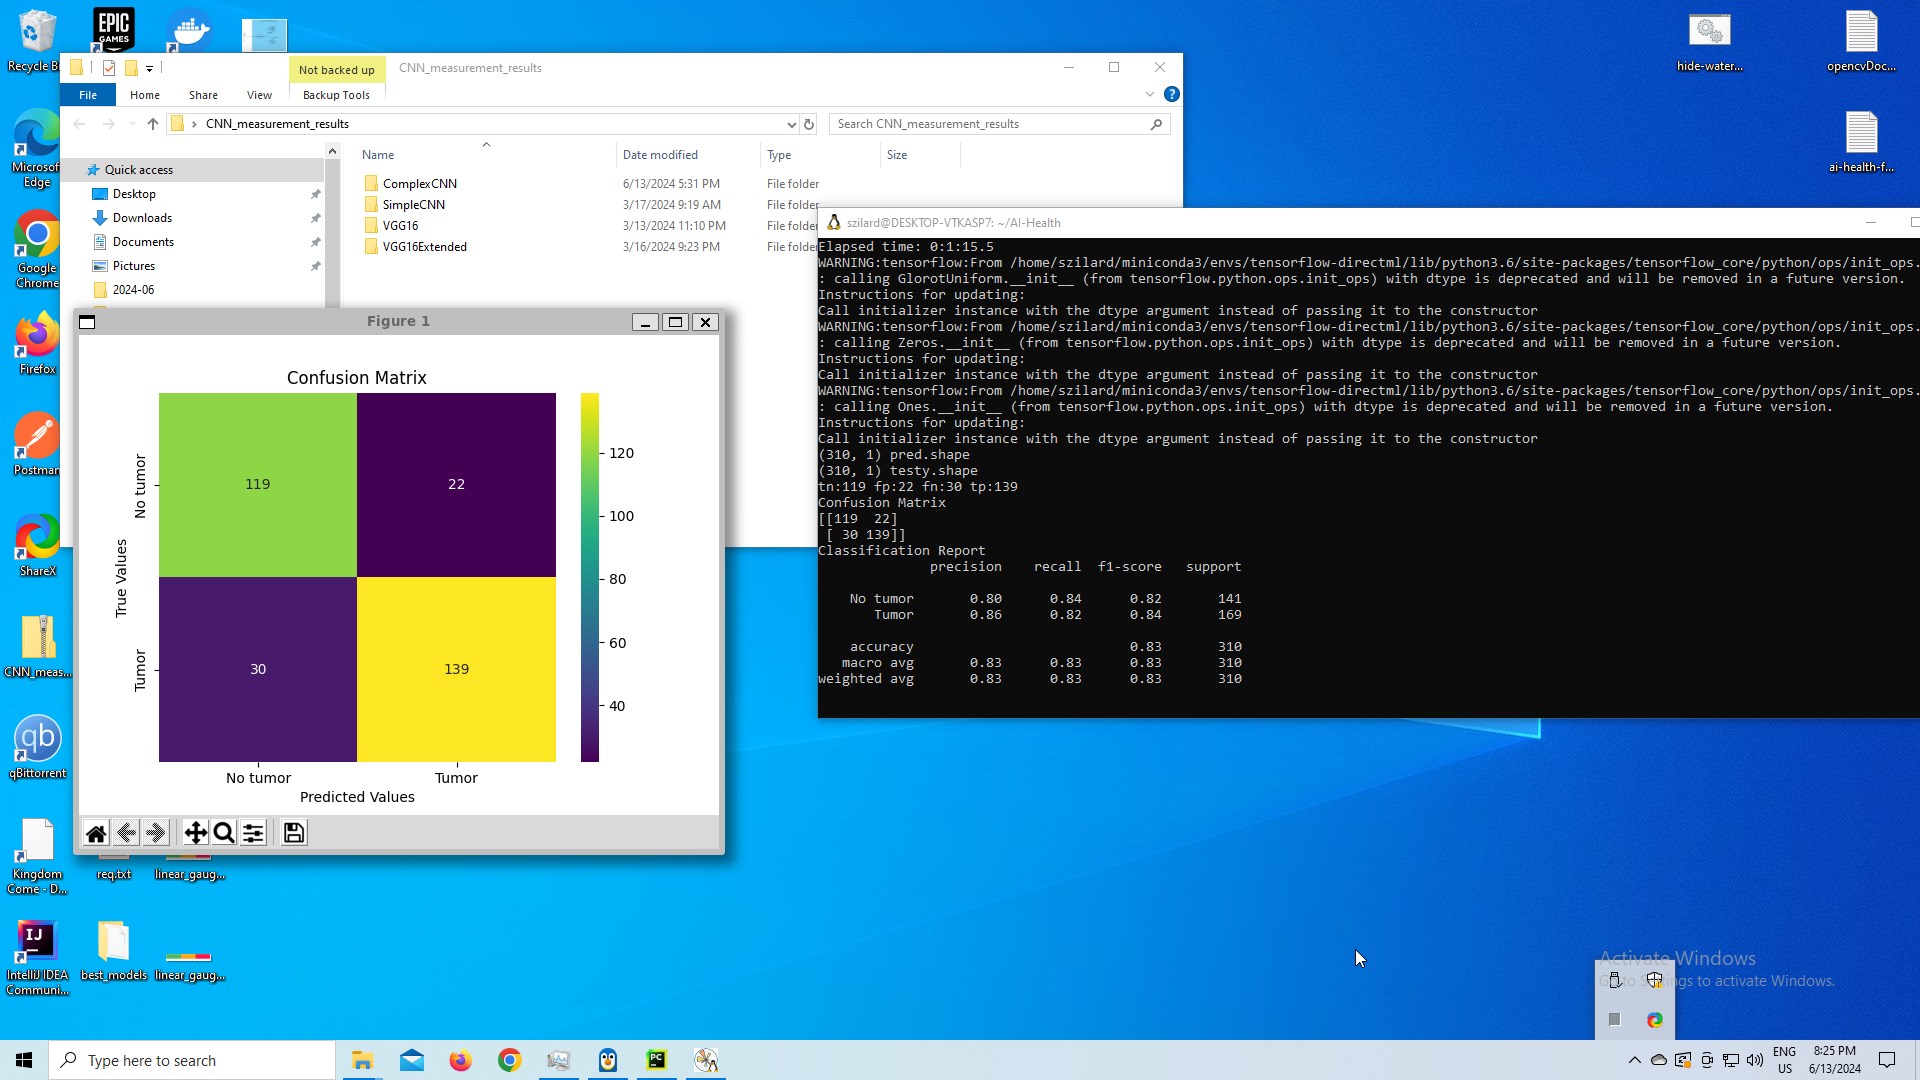 EPIC
GAMES
Recycle B
Microsof
Edge
Google
Chrome
Firefox
Postman
ShareX
CNN_meas...
qb
qBittorrent
Kingdom
Come - D...
req.txt
linear_gaug...
IJ
IntelliJ IDEA
Communi...
best_models
linear_gaug...
hide-water...
opencvDoc...
ai-health-f...
Not backed up
CNN_measurement_results
File
Home
Share
View
Backup Tools
CNN_measurement_results
Search CNN_measurement_results
Name
Date modified
Type
Size
Quick access
Desktop
Downloads
Documents
Pictures
2024-06
ComplexCNN 6/13/2024 5:31 PM File folder
SimpleCNN 3/17/2024 9:19 AM File folder
VGG16 3/13/2024 11:10 PM File folder
VGG16Extended 3/16/2024 9:23 PM File folde
Figure 1
Confusion Matrix
True Values
No tumor
Tumor
119 22
30 139
No tumor Tumor
Predicted Values
120
100
80
60
40
szilard@DESKTOP-VTKASP7: ~/AI-Health
Elapsed time: 0:1:15.5
WARNING:tensorflow:From /home/szilard/miniconda3/envs/tensorflow-directml/lib/python3.6/site-packages/tensorflow_core/python/ops/init_ops.
: calling GlorotUniform.__init__ (from tensorflow.python.ops.init_ops) with dtype is deprecated and will be removed in a future version.
Instructions for updating:
Call initializer instance with the dtype argument instead of passing it to the constructor
WARNING:tensorflow:From /home/szilard/miniconda3/envs/tensorflow-directml/lib/python3.6/site-packages/tensorflow_core/python/ops/init_ops.
: calling Zeros.__init__ (from tensorflow.python.ops.init_ops) with dtype is deprecated and will be removed in a future version.
Instructions for updating:
Call initializer instance with the dtype argument instead of passing it to the constructor
WARNING:tensorflow:From /home/szilard/miniconda3/envs/tensorflow-directml/lib/python3.6/site-packages/tensorflow_core/python/ops/init_ops.
: calling Ones.__init__ (from tensorflow.python.ops.init_ops) with dtype is deprecated and will be removed in a future version.
Instructions for updating:
Call initializer instance with the dtype argument instead of passing it to the constructor
(310, 1) pred.shape
(310, 1) testy.shape
tn:119 fp:22 fn:30 tp:139
Confusion Matrix
[[119  22]
 [ 30 139]]
Classification Report
precision recall f1-score support
No tumor 0.80 0.84 0.82 141
Tumor 0.86 0.82 0.84 169
accuracy 0.83 310
macro avg 0.83 0.83 0.83 310
weighted avg 0.83 0.83 0.83 310
Activate Windows
Go to Settings to activate Windows.
Type here to search
PC
ENG
US
8:25 PM
6/13/2024